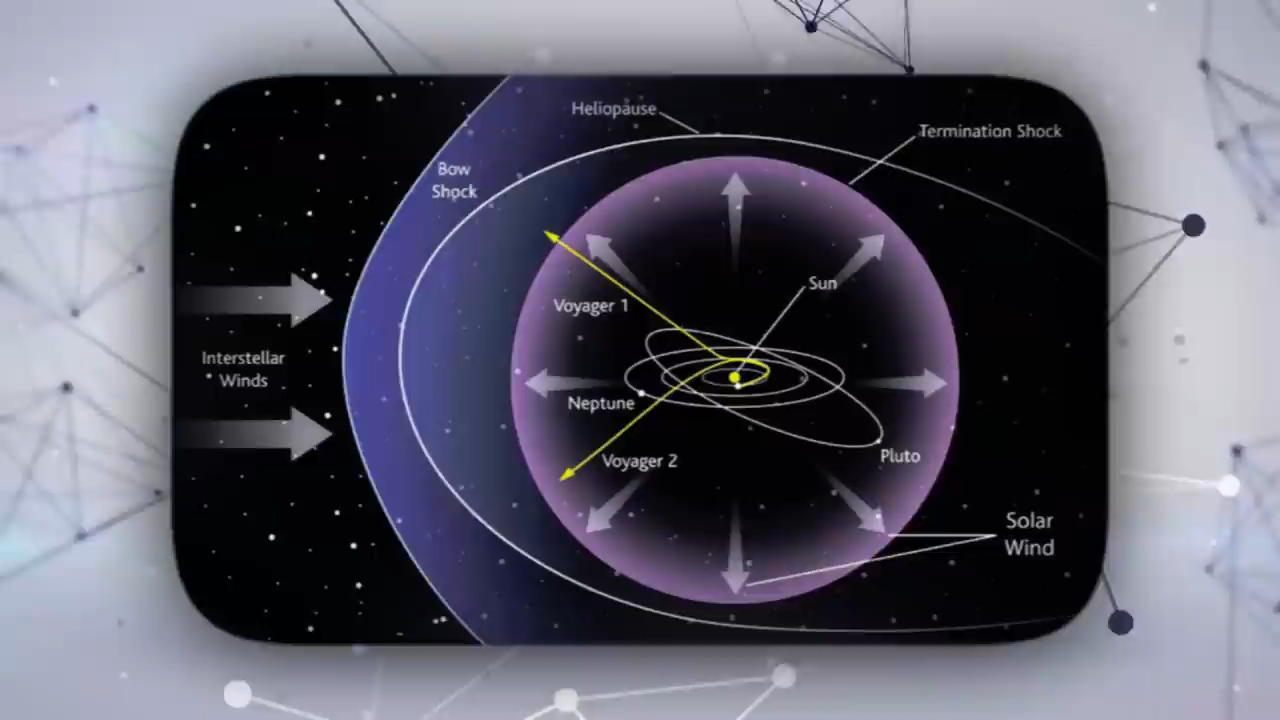 Heliopause
Termination Shock
Bow
Shock
Sun
Voyager 1
Interstellar
Winds
Neptune
Pluto
Voyager 2
Solar
Wind